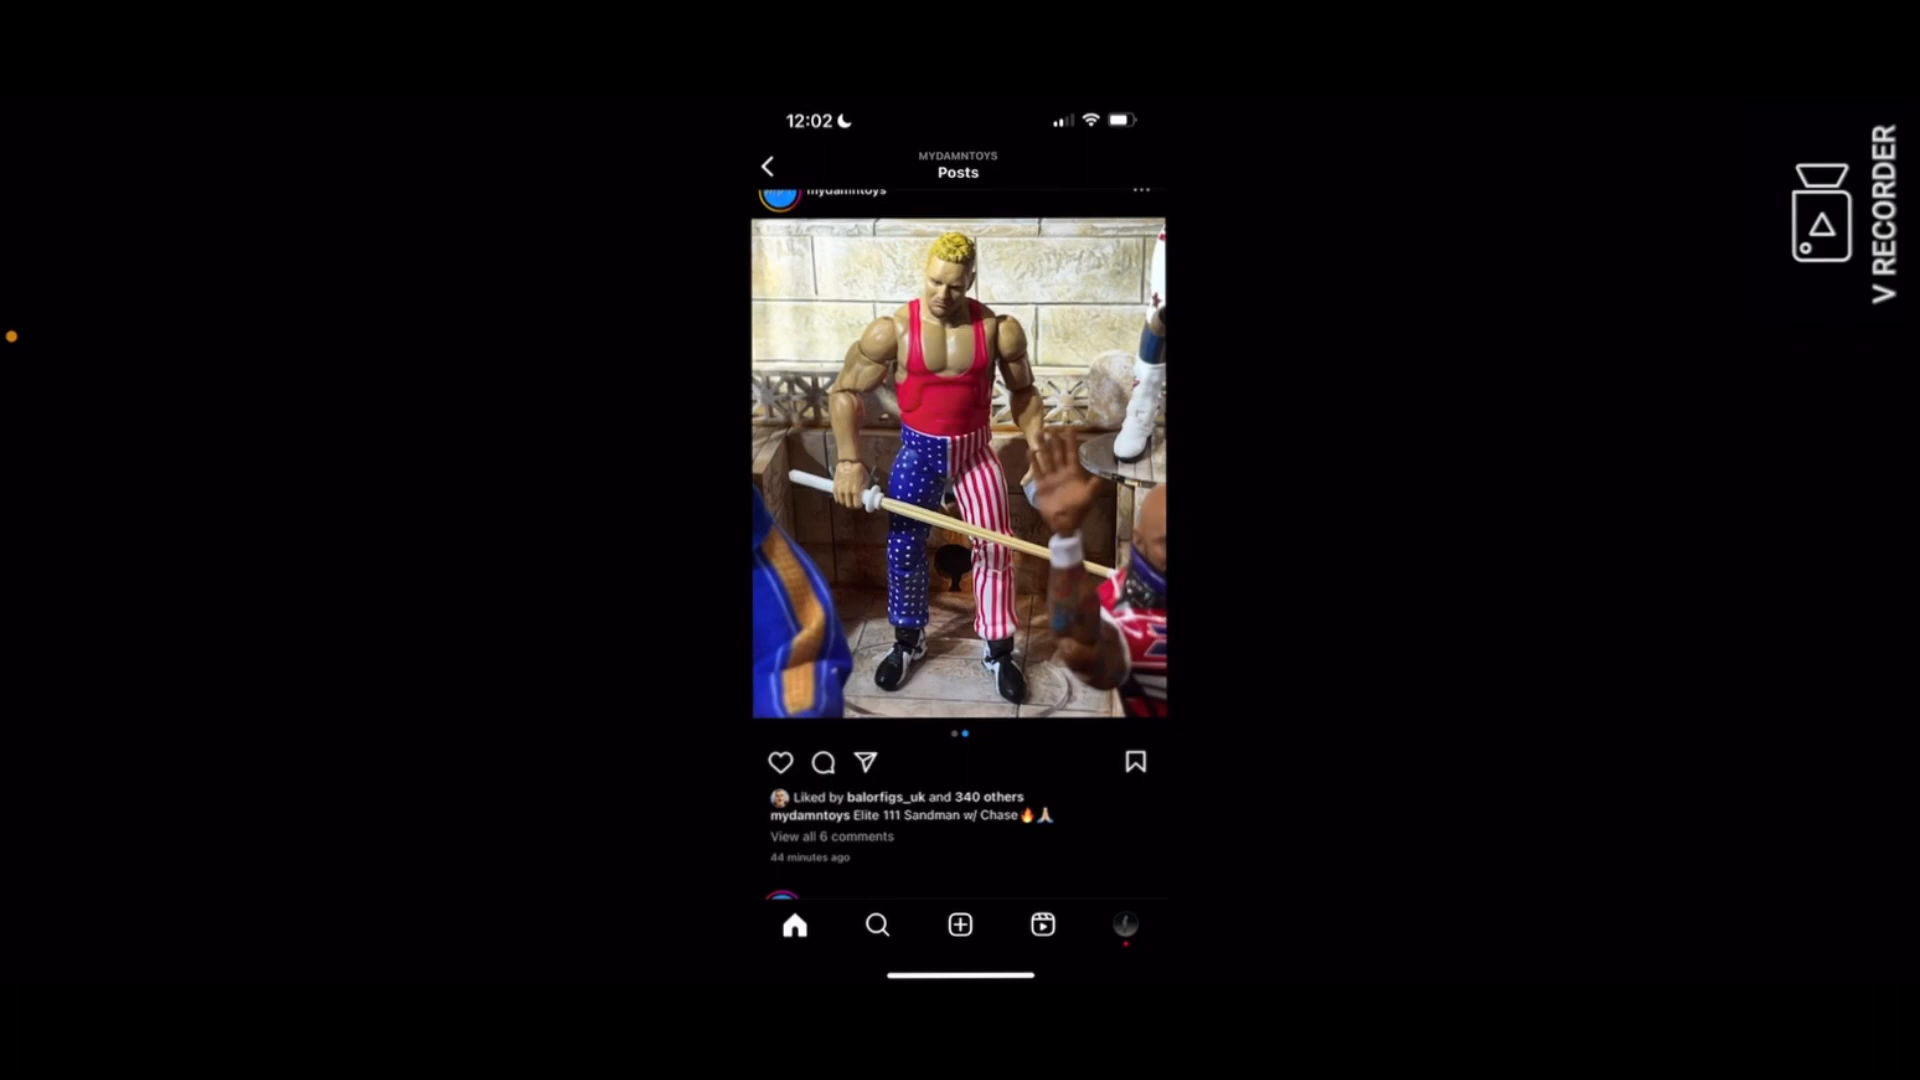 12:02
MYDAMNTOYS
Posts
mydamntoys
Liked by balorfigs_uk and 340 others
mydamntoys Elite 111 Sandman w/ Chase🔥🙏🏼
View all 6 comments
44 minutes ago
V RECORDER